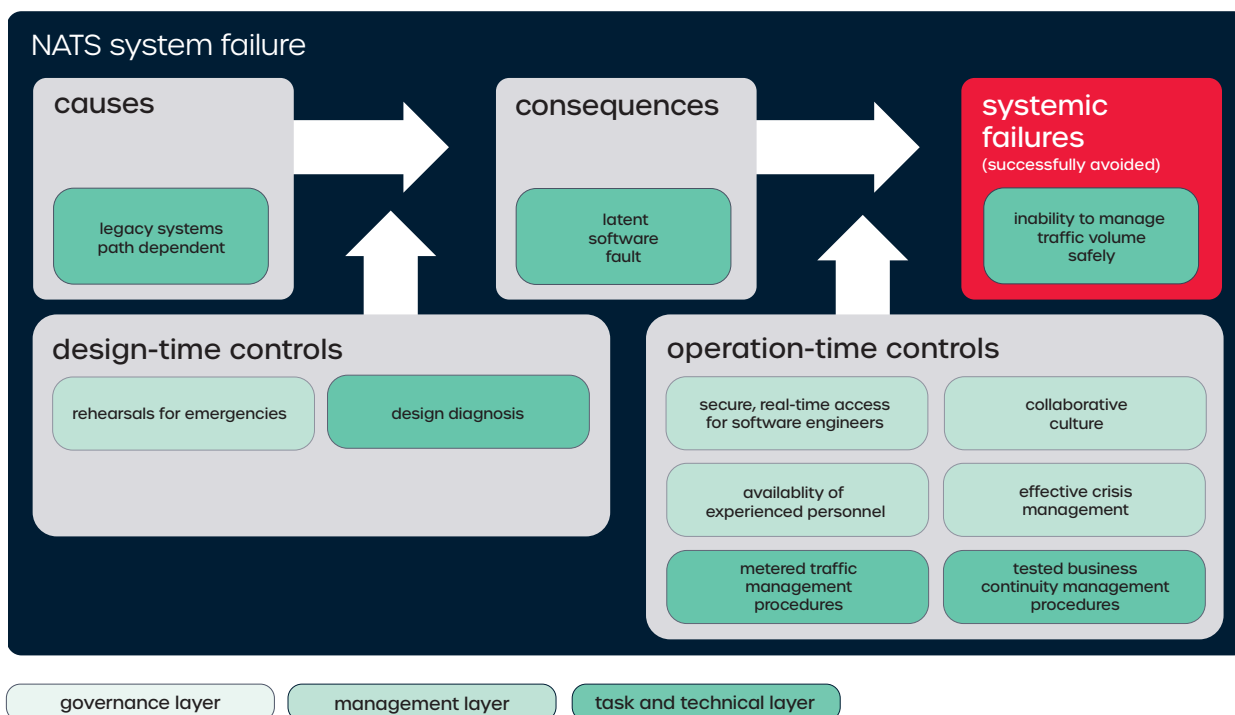 NATS system failure
causes
legacy systems
path dependent
consequences
latent
software
fault
systemic
failures
(successfully avoided)
inability to manage
traffic volume
safely
design-time controls
rehearsals for emergencies
design diagnosis
operation-time controls
secure, real-time access
for software engineers
collaborative
culture
availablity of
experienced personnel
effective crisis
management
metered traffic
management
procedures
tested business
continuity management
procedures
governance layer
management layer
task and technical layer